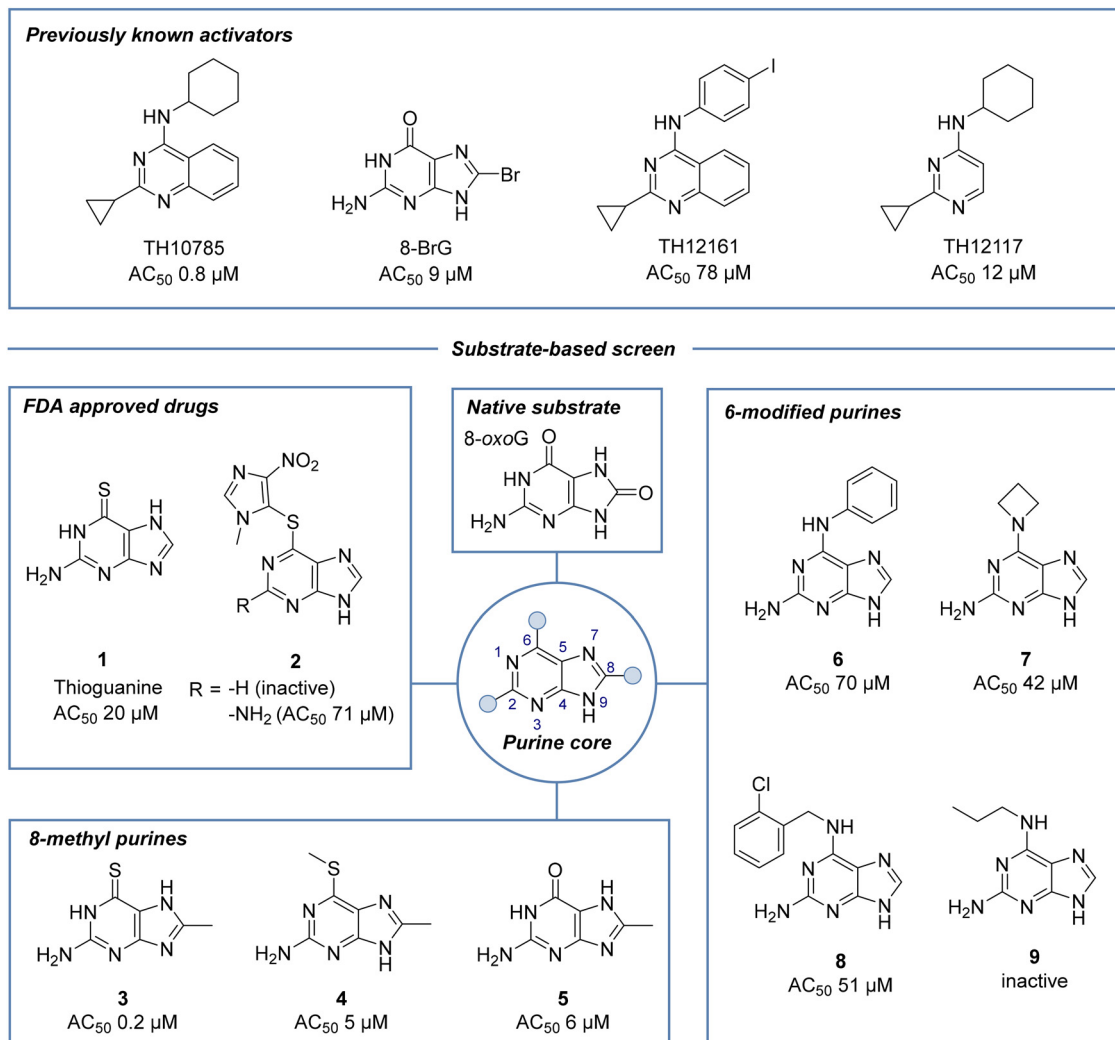 Previously known activators
HN
N
N
TH10785
AC₅₀ 0.8 µM
O
HN
N
Br
H₂N
N
N
H
8-BrG
AC₅₀ 9 µM
I
HN
N
N
TH12161
AC₅₀ 78 µM
HN
N
N
TH12117
AC₅₀ 12 µM
Substrate-based screen
FDA approved drugs
S
H
N
HN
H₂N
N
N
1
Thioguanine
AC₅₀ 20 µM
NO₂
N
N
S
N
N
R
N
N
H
2
R = -H (inactive)
-NH₂ (AC₅₀ 71 µM)
Native substrate
8-oxoG
O
H
N
HN
O
H₂N
N
N
H
6
7
5
N
1
N
8
2
N
4
N
9
3
H
Purine core
6-modified purines
HN
N
N
H₂N
N
N
H
6
AC₅₀ 70 µM
N
N
N
H₂N
N
N
H
7
AC₅₀ 42 µM
Cl
NH
N
N
H₂N
N
N
H
8
AC₅₀ 51 µM
NH
N
N
H₂N
N
N
H
9
inactive
8-methyl purines
S
H
N
HN
H₂N
N
N
3
AC₅₀ 0.2 µM
S
N
N
H₂N
N
N
H
4
AC₅₀ 5 µM
O
H
N
HN
H₂N
N
N
5
AC₅₀ 6 µM